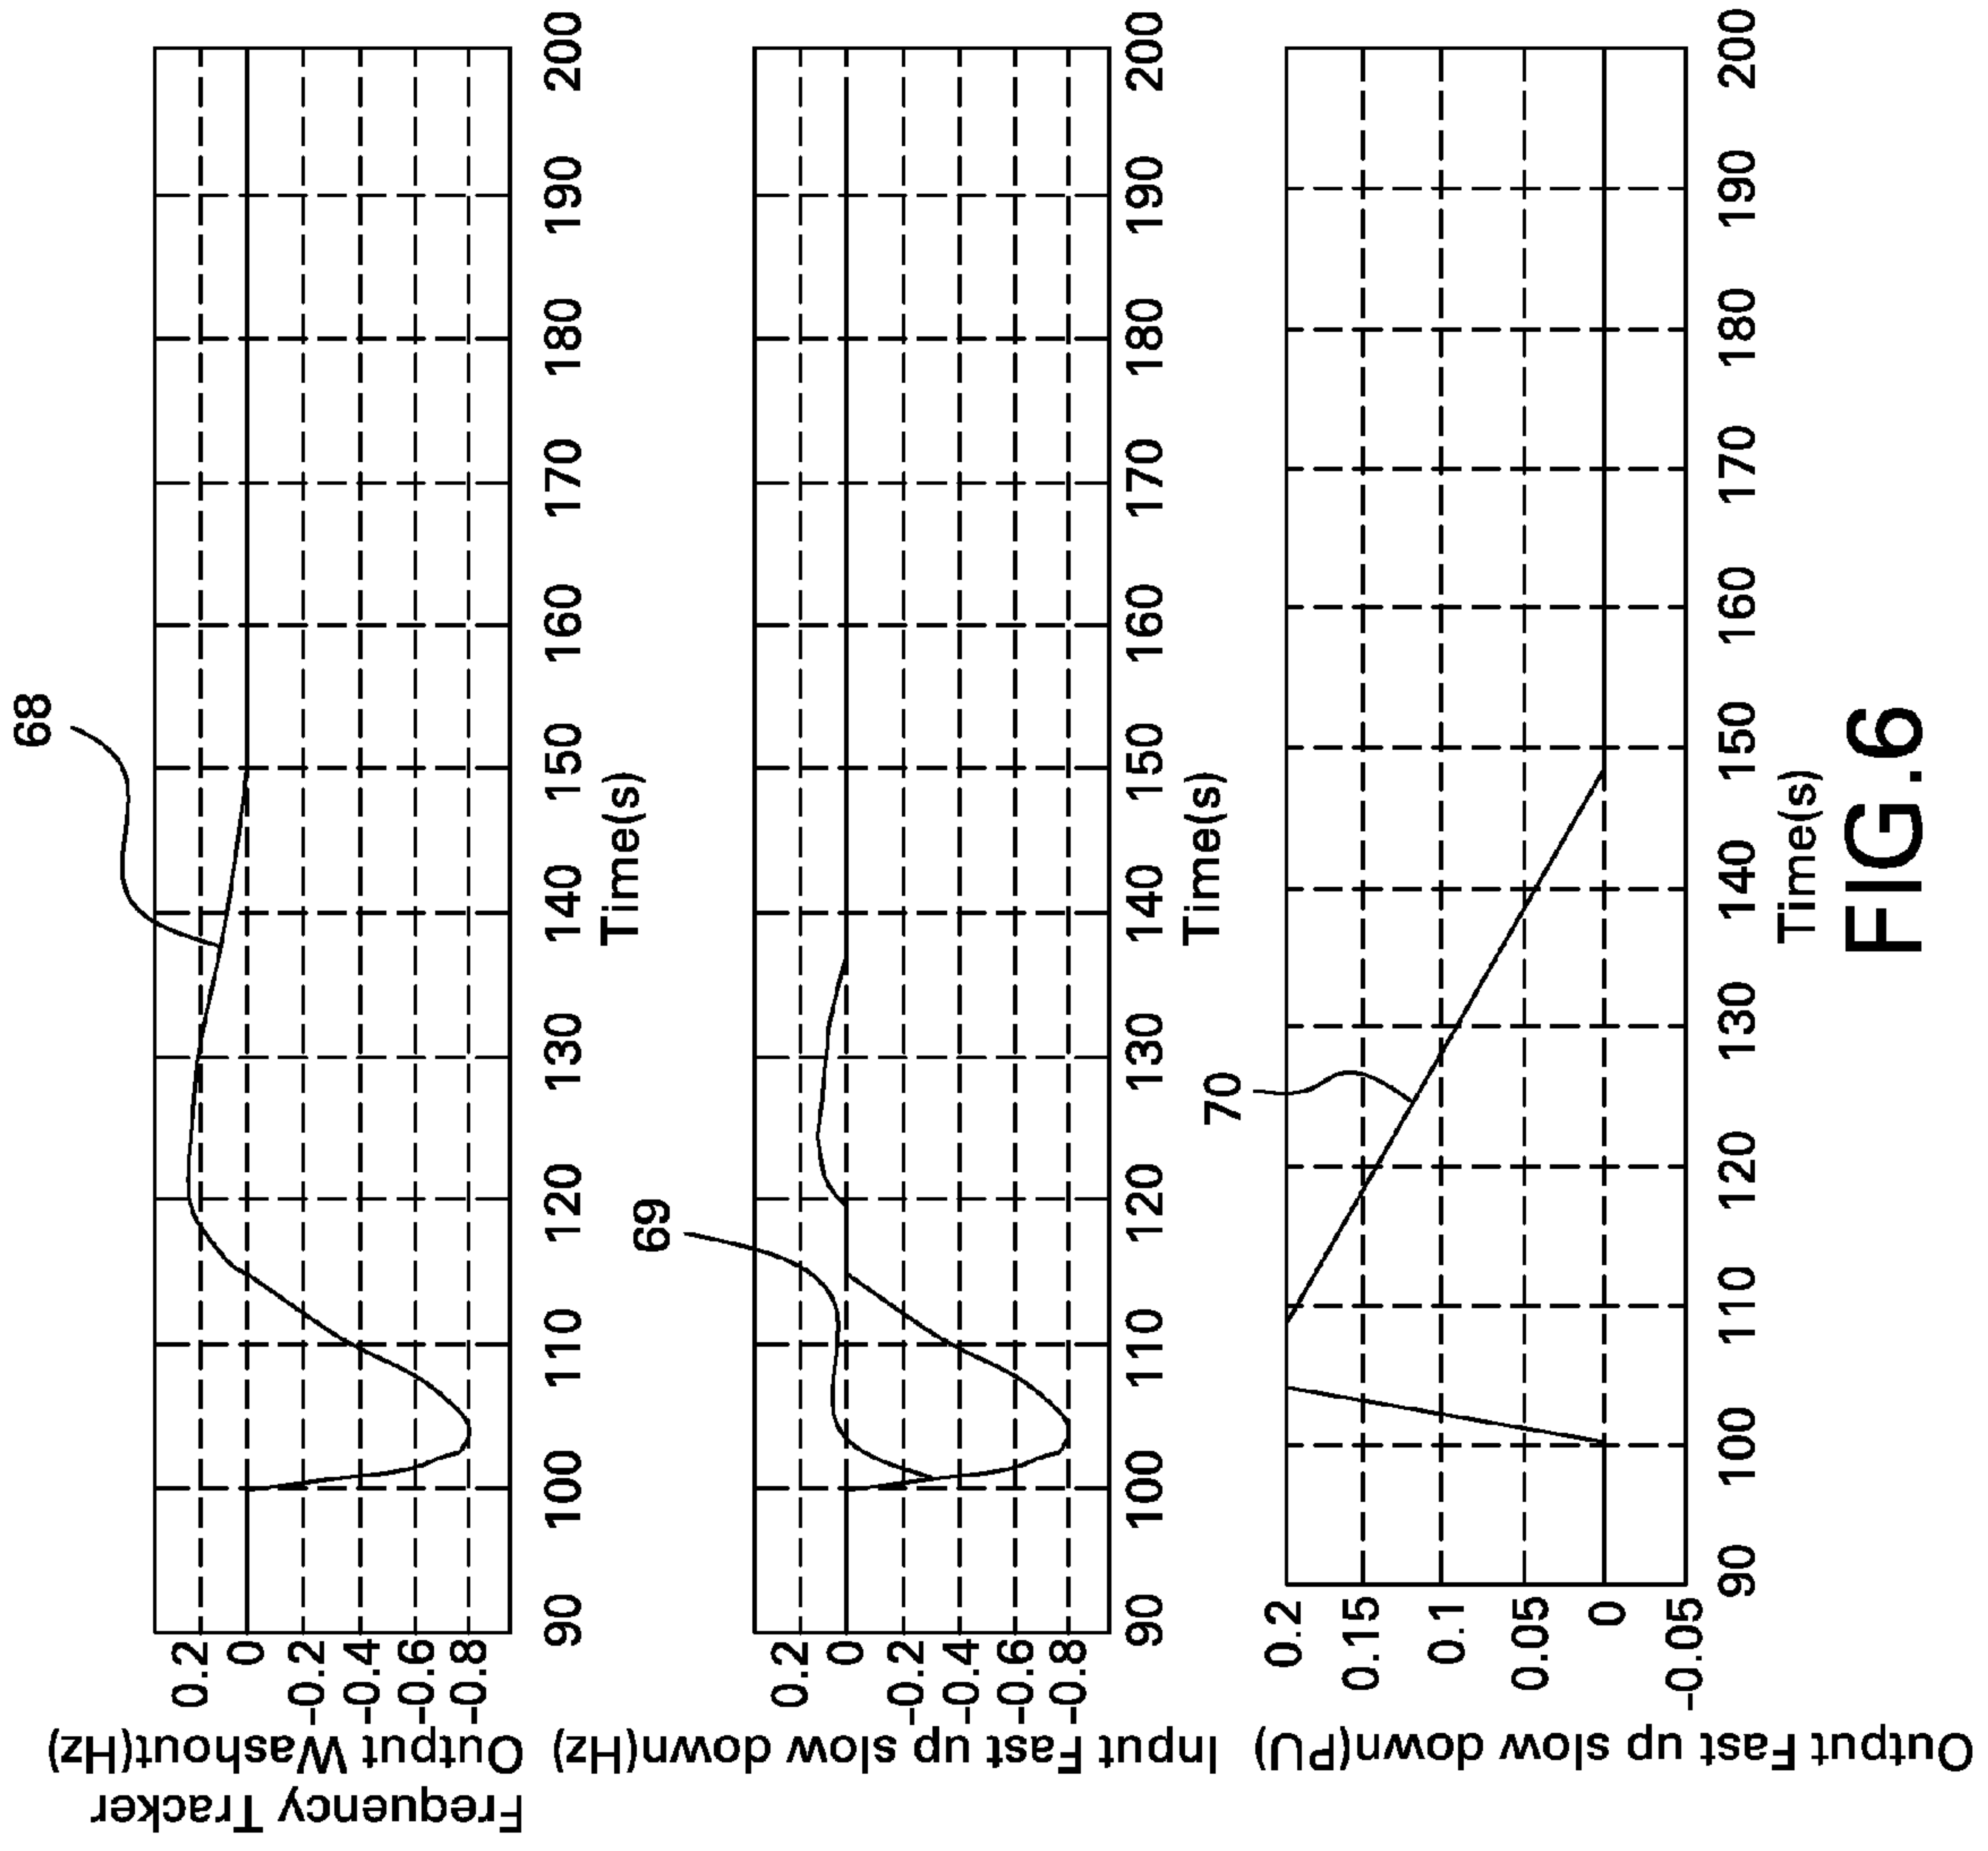 68
Frequency Tracker
Output Washout(Hz)
0.2
0
-0.2
-0.4
-0.6
-0.8
90 100 110 120 130 140 150 160 170 180 190 200
Time(s)
69
Input Fast up slow down(Hz)
0.2
0
-0.2
-0.4
-0.6
-0.8
90 100 110 120 130 140 150 160 170 180 190 200
Time(s)
70
Output Fast up slow down(PU)
0.2
0.15
0.1
0.05
0
-0.05
90 100 110 120 130 140 150 160 170 180 190 200
Time(s)
FIG.6